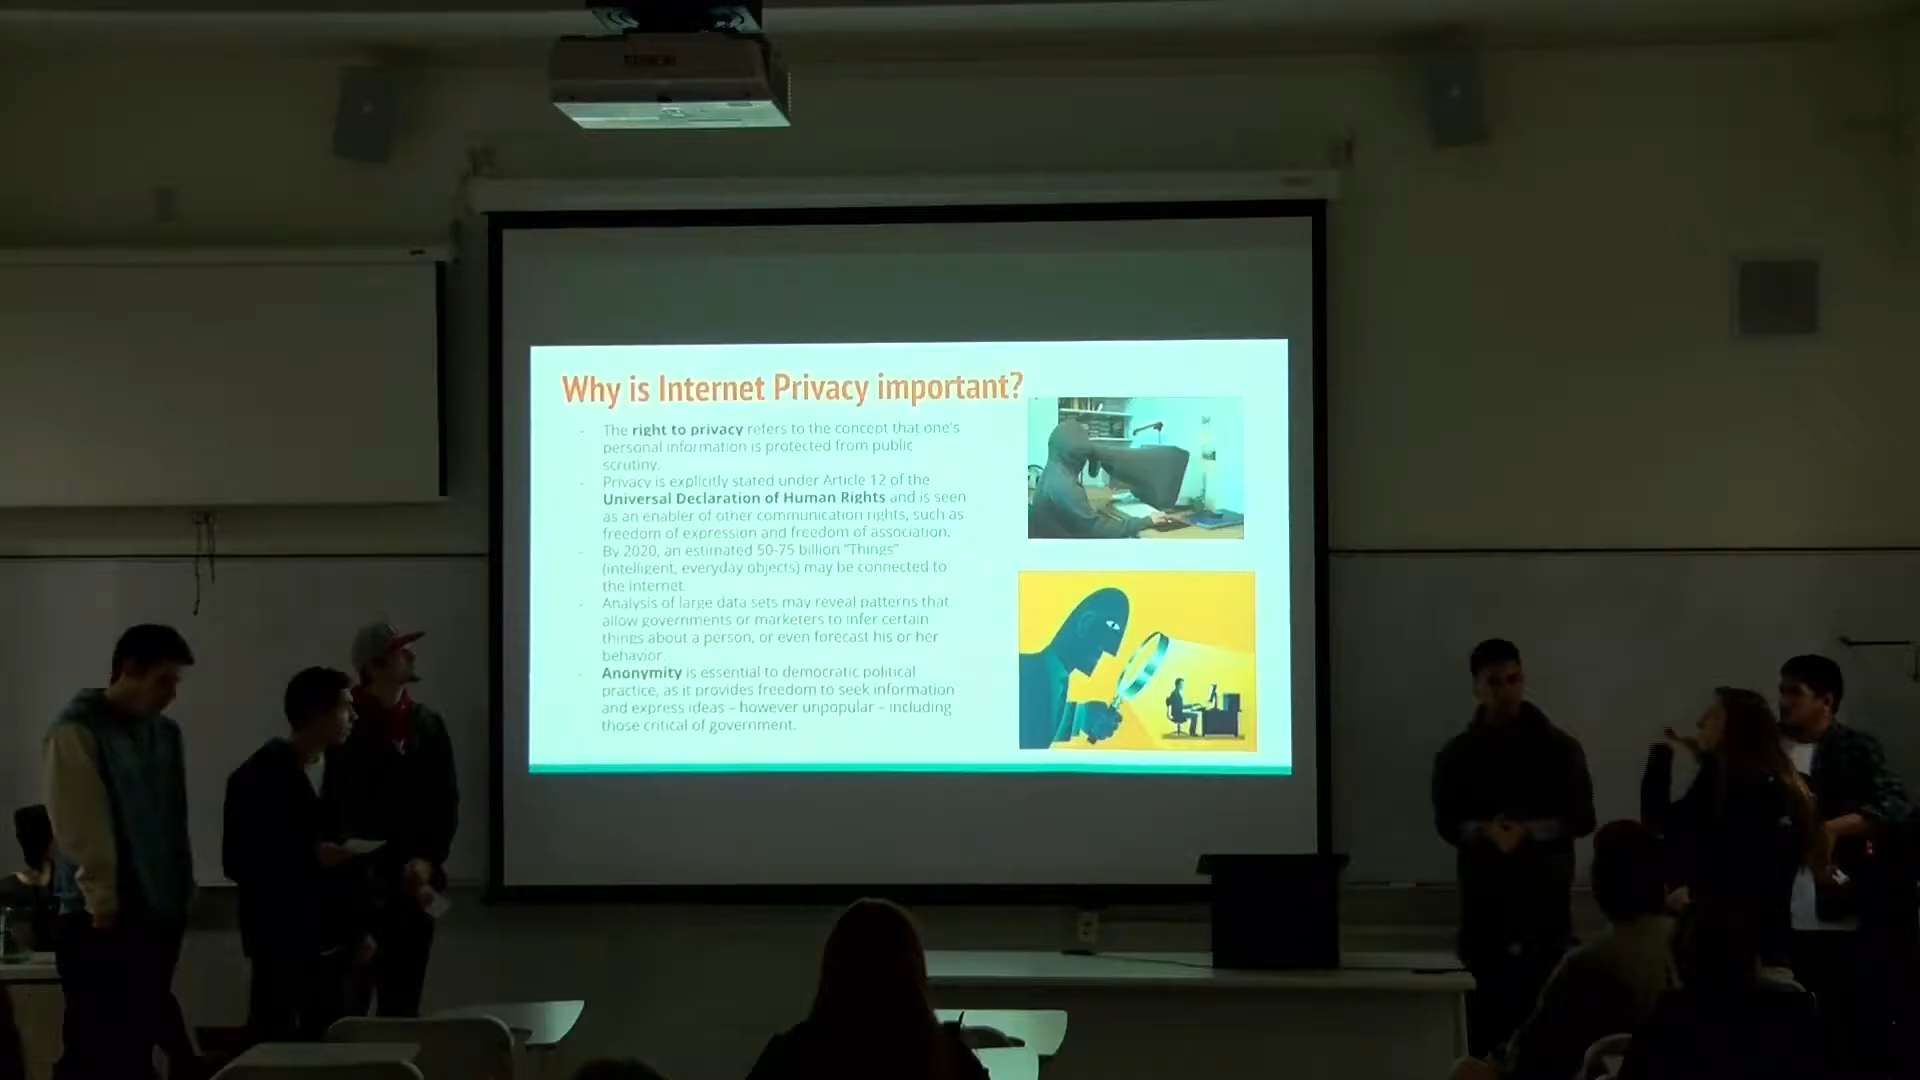 Why is Internet Privacy important?
- The right to privacy refers to the concept that one's
personal information is protected from public
scrutiny.
- Privacy is explicitly stated under Article 12 of the
Universal Declaration of Human Rights and is seen
as an enabler of other communication rights, such as
freedom of expression and freedom of association.
- By 2020, an estimated 50-75 billion "Things"
(intelligent, everyday objects) may be connected to
the Internet.
- Analysis of large data sets may reveal patterns that
allow governments or marketers to infer certain
things about a person, or even forecast his or her
behavior.
- Anonymity is essential to democratic political
practice, as it provides freedom to seek information
and express ideas – however unpopular – including
those critical of government.